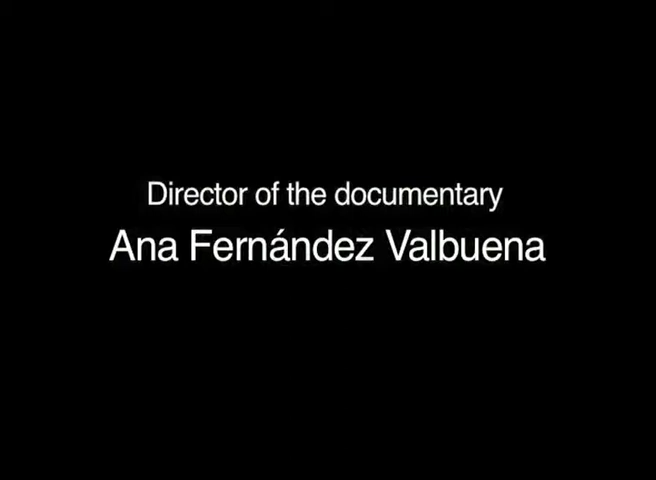 Director of the documentary
Ana Fernández Valbuena